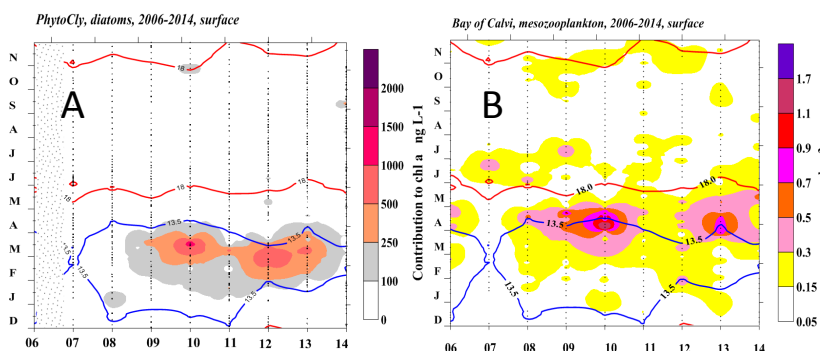 PhytoCly, diatoms, 2006-2014, surface
A
N
O
S
A
J
J
M
A
M
F
J
D
06 07 08 09 10 11 12 13 14
18
18
18
18
13.5
13.5
13.5
13.5
13.5
2000
1500
1000
500
250
100
0
Contribution to chl a ng L-1
Bay of Calvi, mesozooplankton, 2006-2014, surface
B
N
O
S
A
J
J
M
A
M
F
J
D
06 07 08 09 10 11 12 13 14
18
18.0
13.5
13.5
13.5
13.5
1.7
1.1
0.9
0.7
0.5
0.3
0.15
0.05